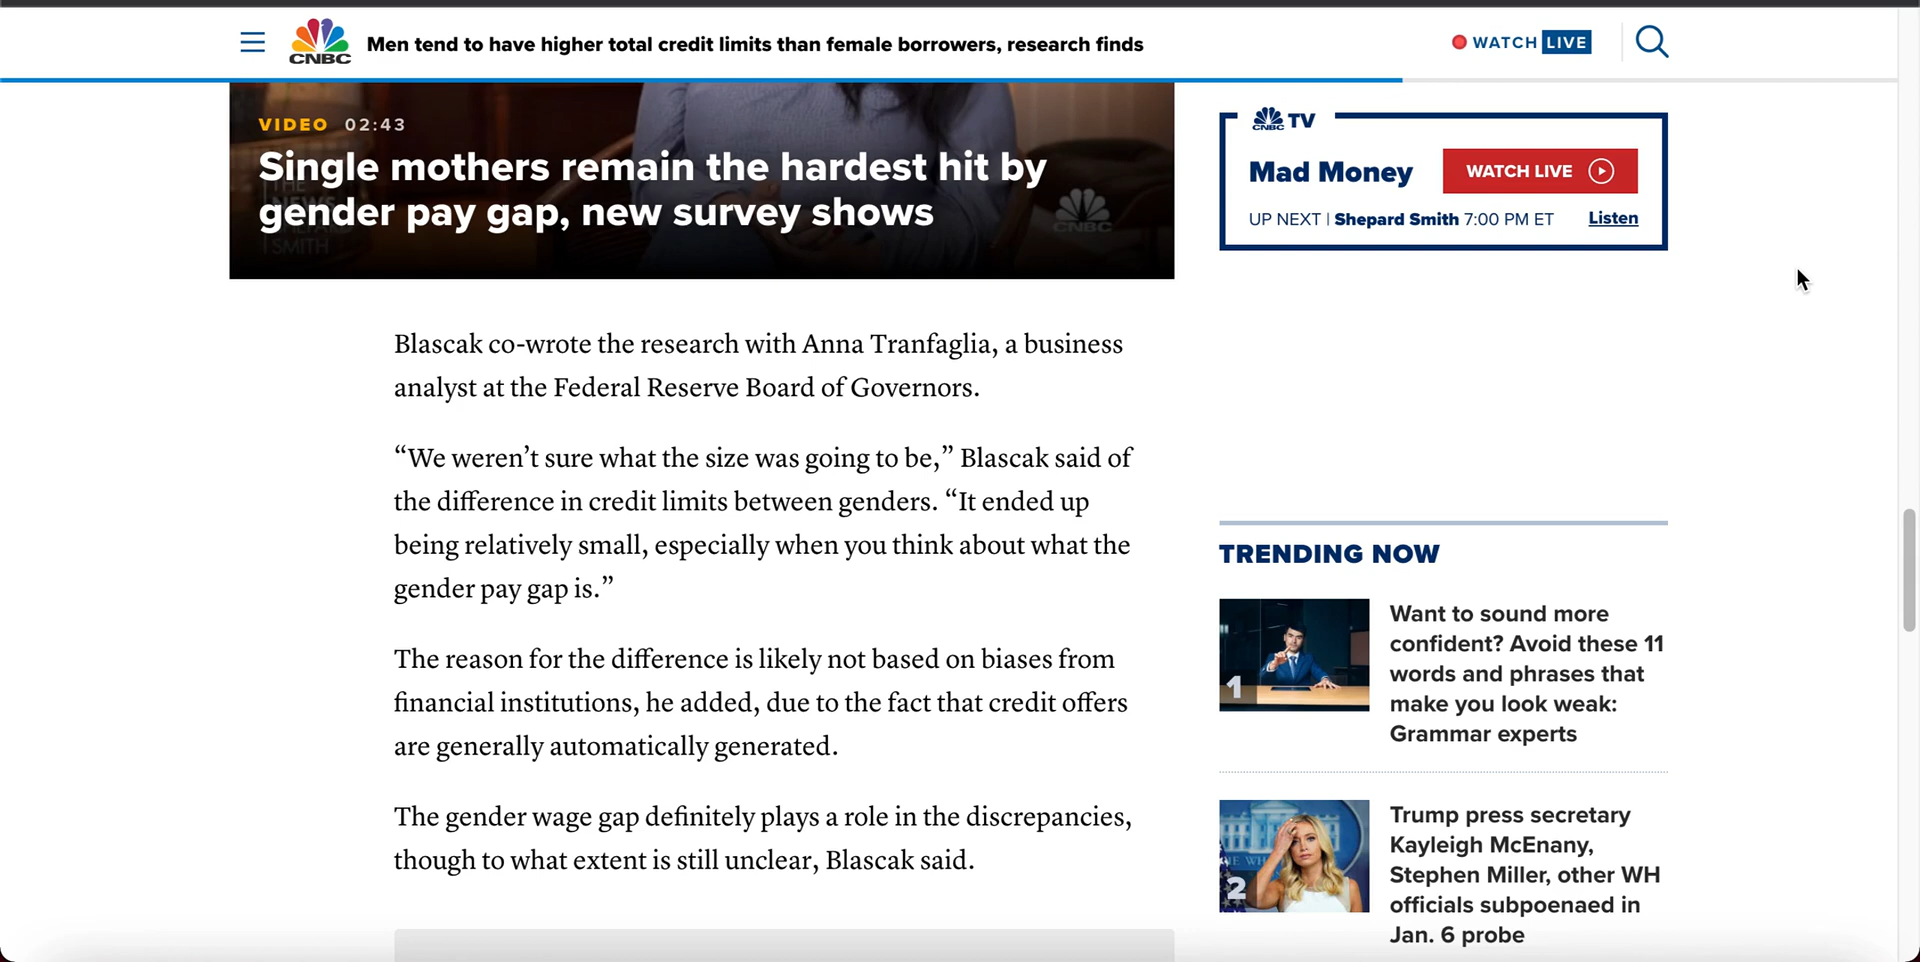 CNBC
Men tend to have higher total credit limits than female borrowers, research finds
WATCH LIVE
VIDEO 02:43
Single mothers remain the hardest hit by
gender pay gap, new survey shows
THE
NEWS
SHEPARD
SMITH
CNBC
Blascak co-wrote the research with Anna Tranfaglia, a business
analyst at the Federal Reserve Board of Governors.
“We weren’t sure what the size was going to be,” Blascak said of
the difference in credit limits between genders. “It ended up
being relatively small, especially when you think about what the
gender pay gap is.”
The reason for the difference is likely not based on biases from
financial institutions, he added, due to the fact that credit offers
are generally automatically generated.
The gender wage gap definitely plays a role in the discrepancies,
though to what extent is still unclear, Blascak said.
CNBC TV
Mad Money
WATCH LIVE
UP NEXT | Shepard Smith 7:00 PM ET
Listen
TRENDING NOW
1
Want to sound more
confident? Avoid these 11
words and phrases that
make you look weak:
Grammar experts
2
Trump press secretary
Kayleigh McEnany,
Stephen Miller, other WH
officials subpoenaed in
Jan. 6 probe